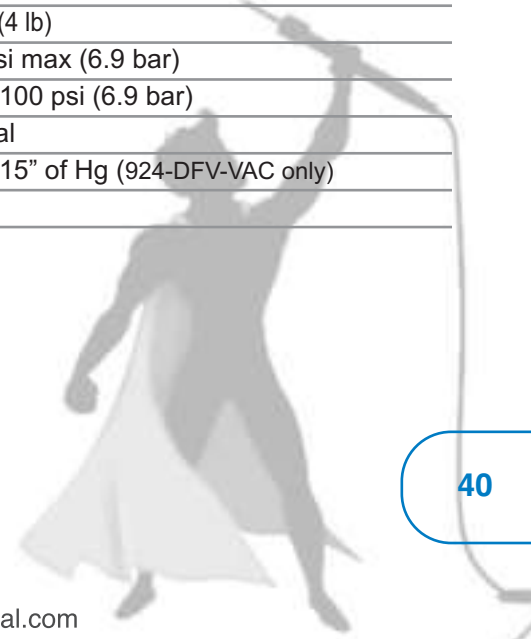 (4 lb)
si max (6.9 bar)
100 psi (6.9 bar)
al
15” of Hg (924-DFV-VAC only)
40
al.com